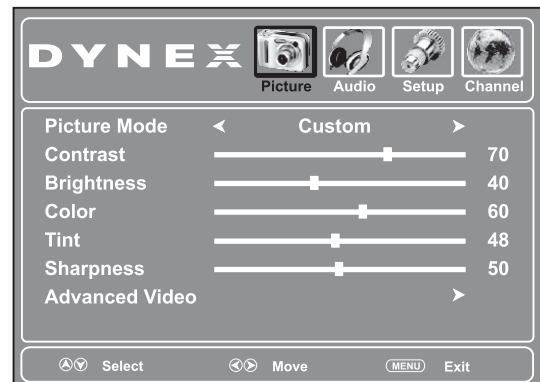 DYNEX
Picture Audio Setup Channel
Picture Mode Custom
Contrast 70
Brightness 40
Color 60
Tint 48
Sharpness 50
Advanced Video
Select Move MENU Exit